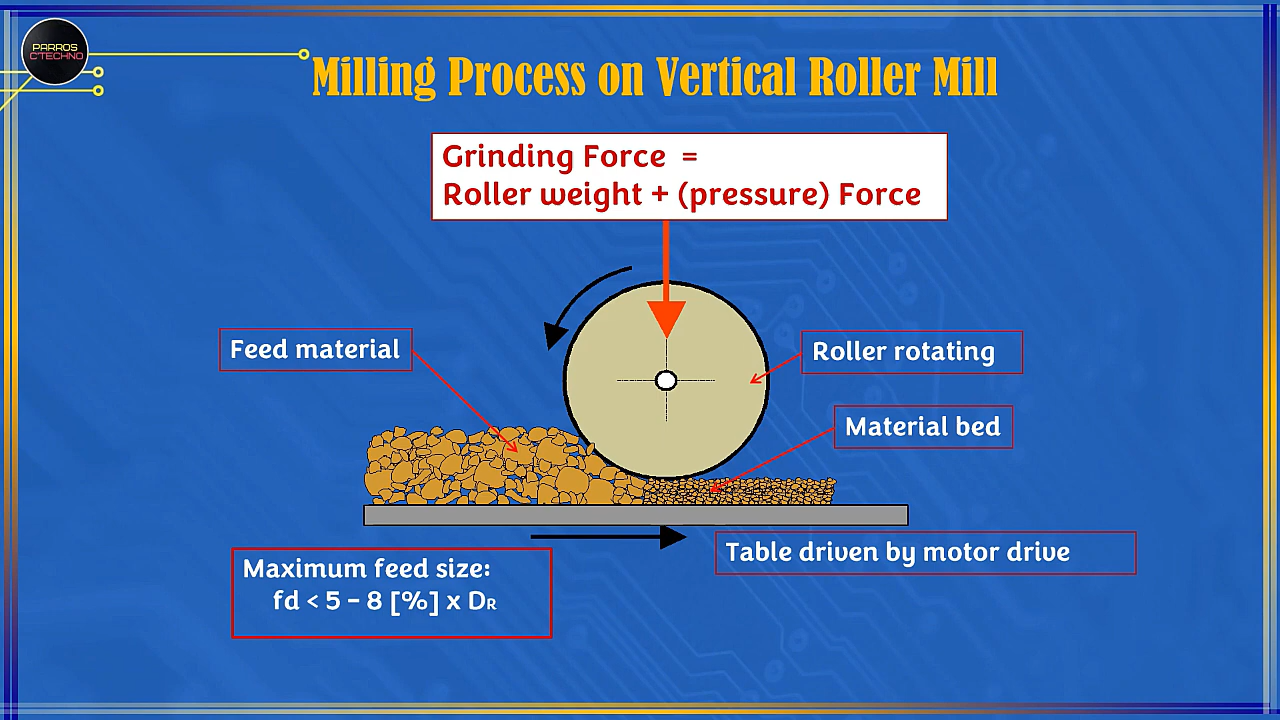 PARROS
C'TECHNO
Milling Process on Vertical Roller Mill
Grinding Force =
Roller weight + (pressure) Force
Feed material
Roller rotating
Material bed
Table driven by motor drive
Maximum feed size:
fd < 5 - 8 [%] x DR